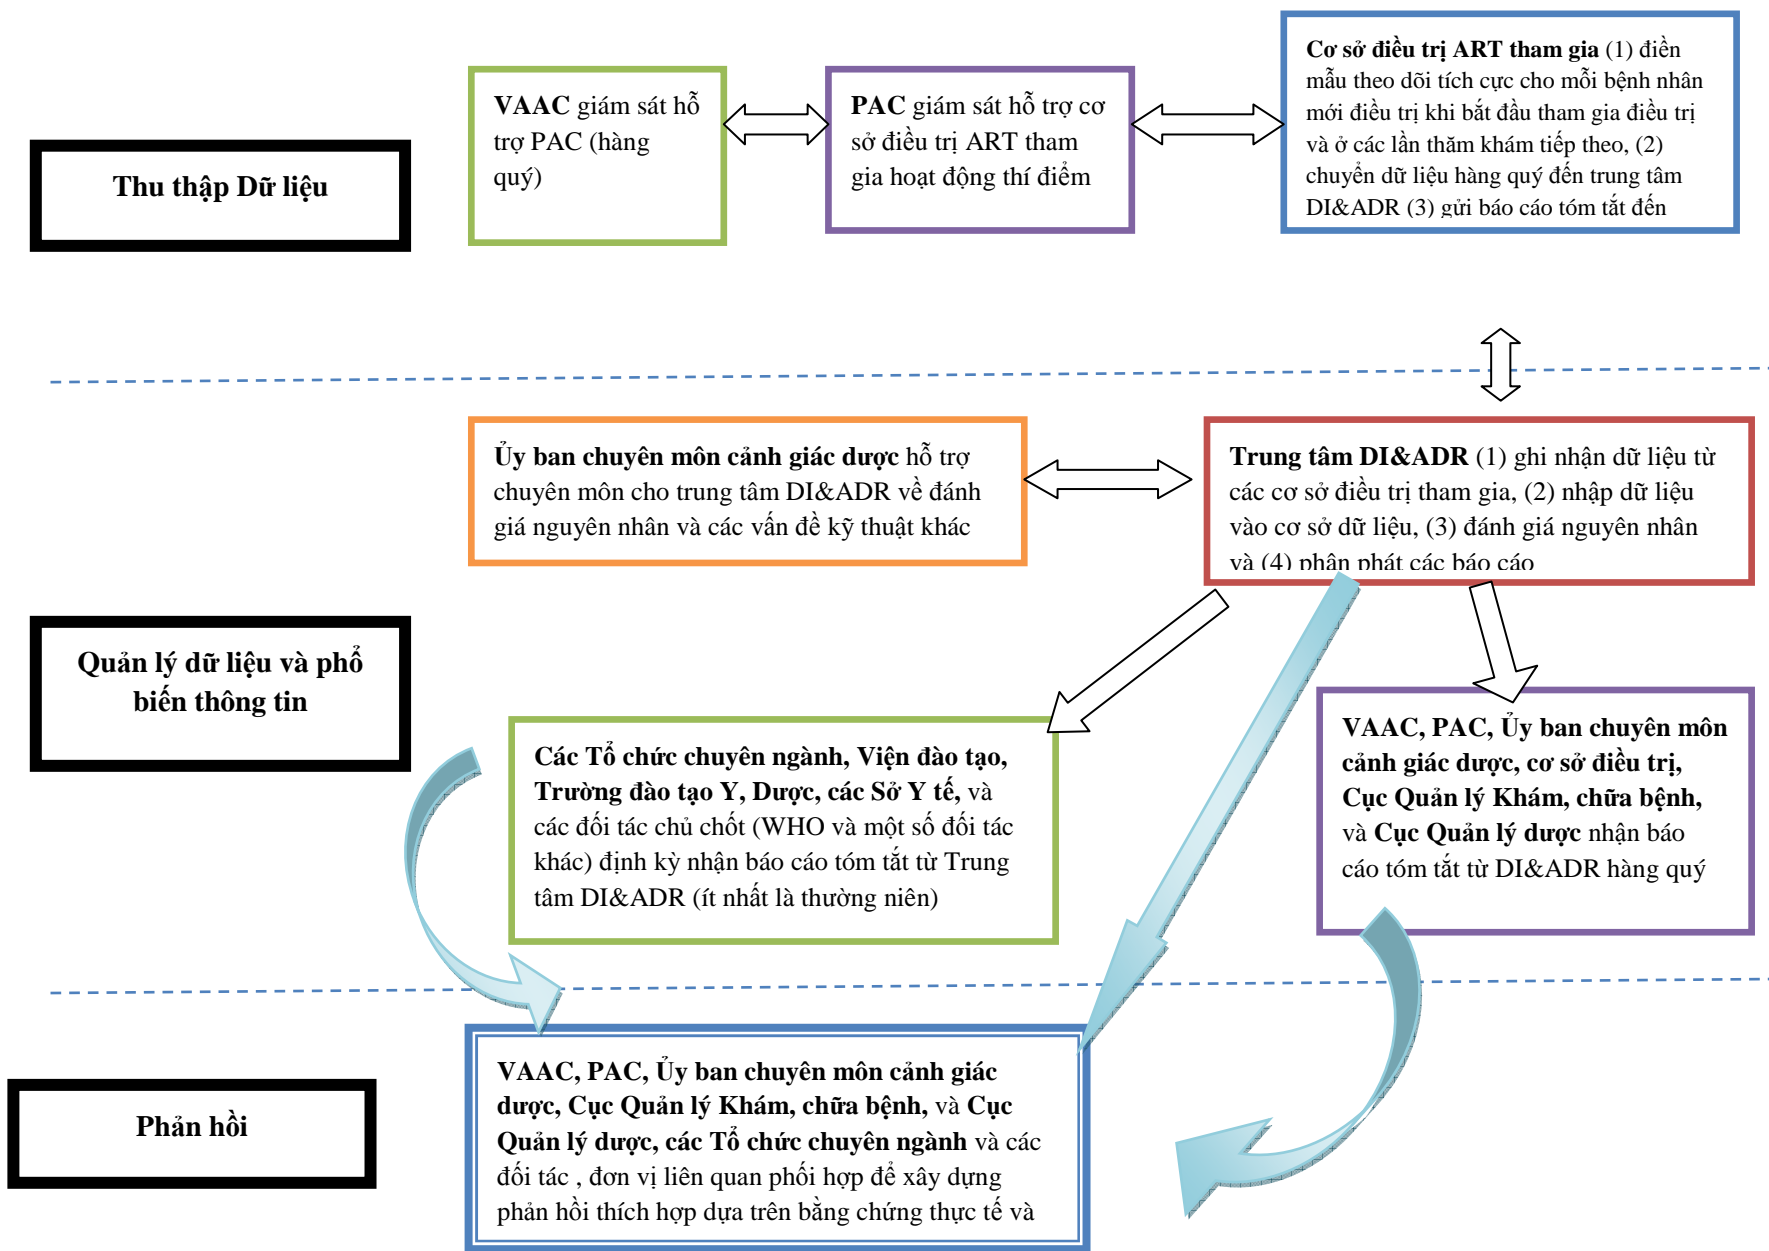 Thu thập Dữ liệu
VAAC giám sát hỗ
trợ PAC (hàng
quý)
PAC giám sát hỗ trợ cơ
sở điều trị ART tham
gia hoạt động thí điểm
Cơ sở điều trị ART tham gia (1) điền
mẫu theo dõi tích cực cho mỗi bệnh nhân
mới điều trị khi bắt đầu tham gia điều trị
và ở các lần thăm khám tiếp theo, (2)
chuyển dữ liệu hàng quý đến trung tâm
DI&ADR (3) gửi báo cáo tóm tắt đến
Quản lý dữ liệu và phổ
biến thông tin
Ủy ban chuyên môn cảnh giác dược hỗ trợ
chuyên môn cho trung tâm DI&ADR về đánh
giá nguyên nhân và các vấn đề kỹ thuật khác
Trung tâm DI&ADR (1) ghi nhận dữ liệu từ
các cơ sở điều trị tham gia, (2) nhập dữ liệu
vào cơ sở dữ liệu, (3) đánh giá nguyên nhân
và (4) phân phát các báo cáo
Các Tổ chức chuyên ngành, Viện đào tạo,
Trường đào tạo Y, Dược, các Sở Y tế, và
các đối tác chủ chốt (WHO và một số đối tác
khác) định kỳ nhận báo cáo tóm tắt từ Trung
tâm DI&ADR (ít nhất là thường niên)
VAAC, PAC, Ủy ban chuyên môn
cảnh giác dược, cơ sở điều trị,
Cục Quản lý Khám, chữa bệnh,
và Cục Quản lý dược nhận báo
cáo tóm tắt từ DI&ADR hàng quý
Phản hồi
VAAC, PAC, Ủy ban chuyên môn cảnh giác
dược, Cục Quản lý Khám, chữa bệnh, và Cục
Quản lý dược, các Tổ chức chuyên ngành và các
đối tác , đơn vị liên quan phối hợp để xây dựng
phản hồi thích hợp dựa trên bằng chứng thực tế và